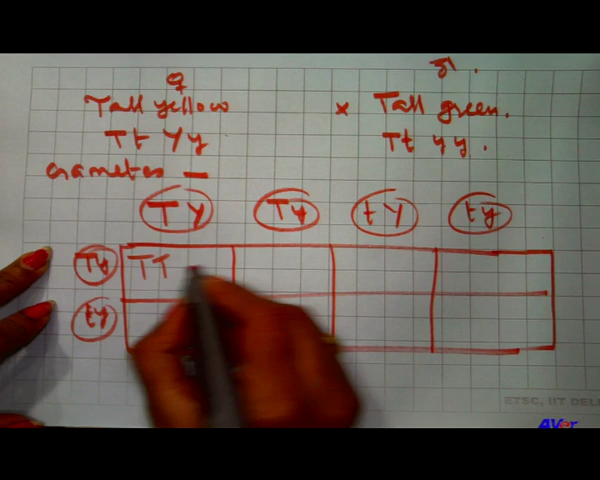 ♀ ♂.
Tall yellow × Tall green.
Tt Yy Tt yy.
Gametes —
TY Ty tY ty
Ty TT
ty
ETSC, IIT DEL
AVer